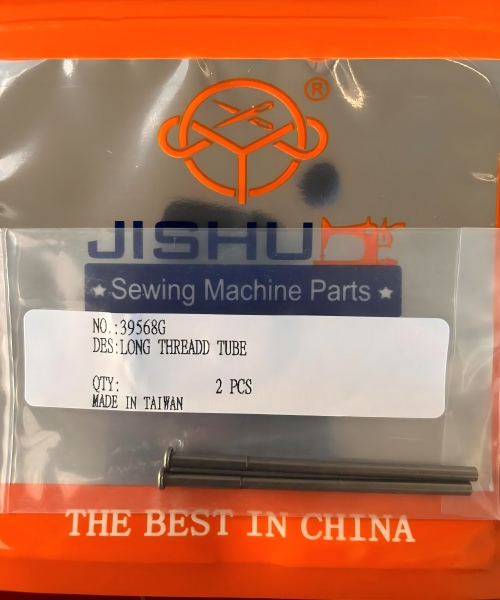 ®
JISHU
★ Sewing Machine Parts ★
NO.:39568G
DES:LONG THREADD TUBE
QTY: 2 PCS
MADE IN TAIWAN
THE BEST IN CHINA